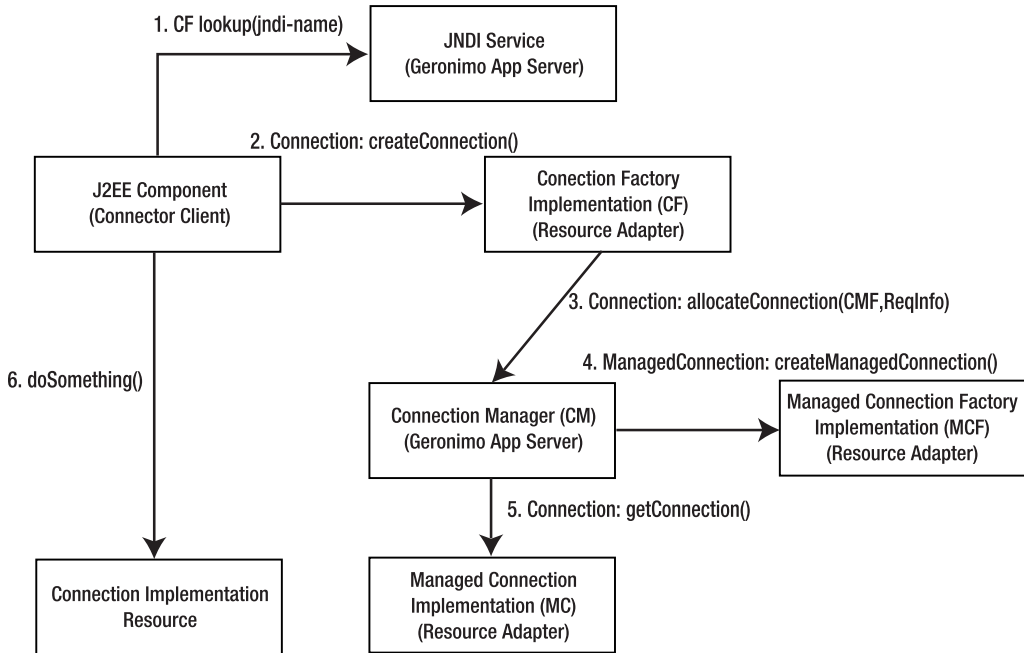 1. CF lookup(jndi-name)
JNDI Service
(Geronimo App Server)
2. Connection: createConnection()
J2EE Component
(Connector Client)
Conection Factory
Implementation (CF)
(Resource Adapter)
3. Connection: allocateConnection(CMF,ReqInfo)
4. ManagedConnection: createManagedConnection()
6. doSomething()
Connection Manager (CM)
(Geronimo App Server)
Managed Connection Factory
Implementation (MCF)
(Resource Adapter)
5. Connection: getConnection()
Connection Implementation
Resource
Managed Connection
Implementation (MC)
(Resource Adapter)